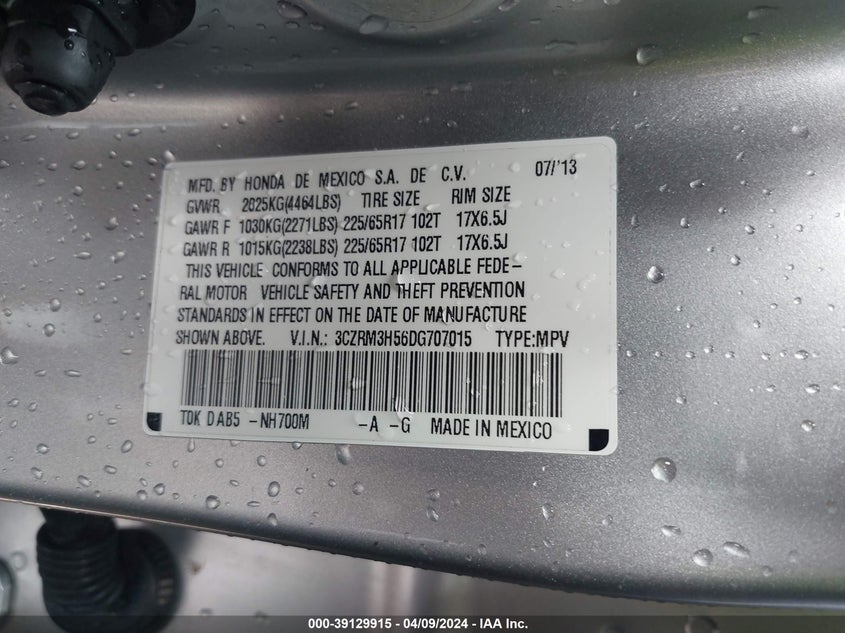 MFD. BY HONDA DE MEXICO S.A. DE C.V. 07/'13
GVWR 2025KG(4464LBS) TIRE SIZE RIM SIZE
GAWR F 1030KG(2271LBS) 225/65R17 102T 17X6.5J
GAWR R 1015KG(2238LBS) 225/65R17 102T 17X6.5J
THIS VEHICLE CONFORMS TO ALL APPLICABLE FEDE-
RAL MOTOR VEHICLE SAFETY AND THEFT PREVENTION
STANDARDS IN EFFECT ON THE DATE OF MANUFACTURE
SHOWN ABOVE. V.I.N.: 3CZRM3H56DG707015 TYPE:MPV
TDK D AB5 -NH700M -A -G MADE IN MEXICO
000-39129915 - 04/09/2024 - IAA Inc.